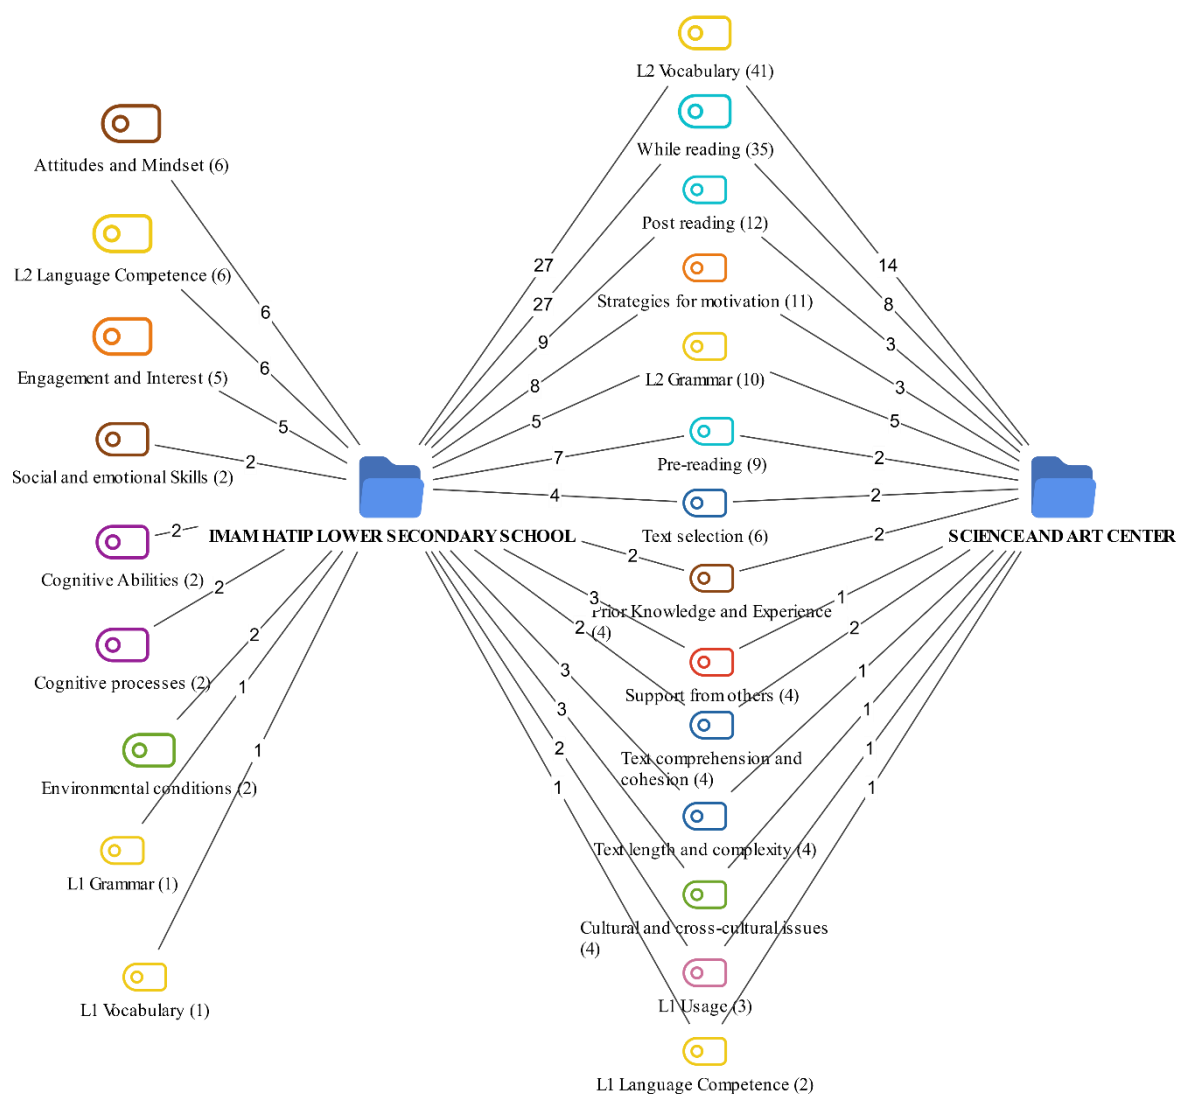 L2 Vocabulary (41)
While reading (35)
Attitudes and Mindset (6)
Post reading (12)
L2 Language Competence (6)
27
14
Strategies for motivation (11)
27
8
6
9
3
Engagement and Interest (5)
6
L2 Grammar (10)
8
3
5
5
5
Social and emotional Skills (2)
2
7
Pre-reading (9)
2
4
2
2
IMAM HATIP LOWER SECONDARY SCHOOL
Text selection (6)
2
SCIENCE AND ART CENTER
2
Cognitive Abilities (2)
2
3
Prior Knowledge and Experience
(4)
1
2
2
2
Cognitive processes (2)
3
Support from others (4)
1
1
3
1
2
1
Text comprehension and
cohesion (4)
1
Environmental conditions (2)
1
1
Text length and complexity (4)
L1 Grammar (1)
Cultural and cross-cultural issues
(4)
L1 Vocabulary (1)
L1 Usage (3)
L1 Language Competence (2)